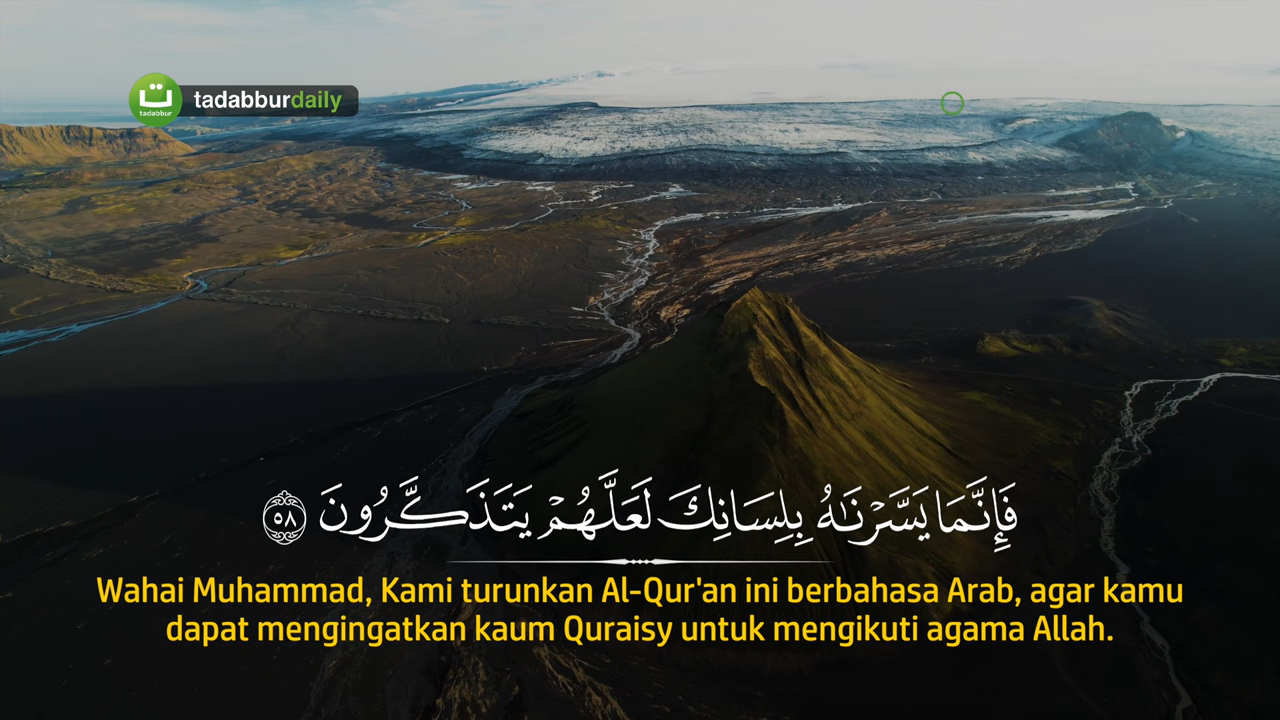 ت
tadabbur
tadabburdaily
فَإِنَّمَا يَسَّرْنَٰهُ بِلِسَانِكَ لَعَلَّهُمْ يَتَذَكَّرُونَ ٥٨
Wahai Muhammad, Kami turunkan Al-Qur'an ini berbahasa Arab, agar kamu
dapat mengingatkan kaum Quraisy untuk mengikuti agama Allah.